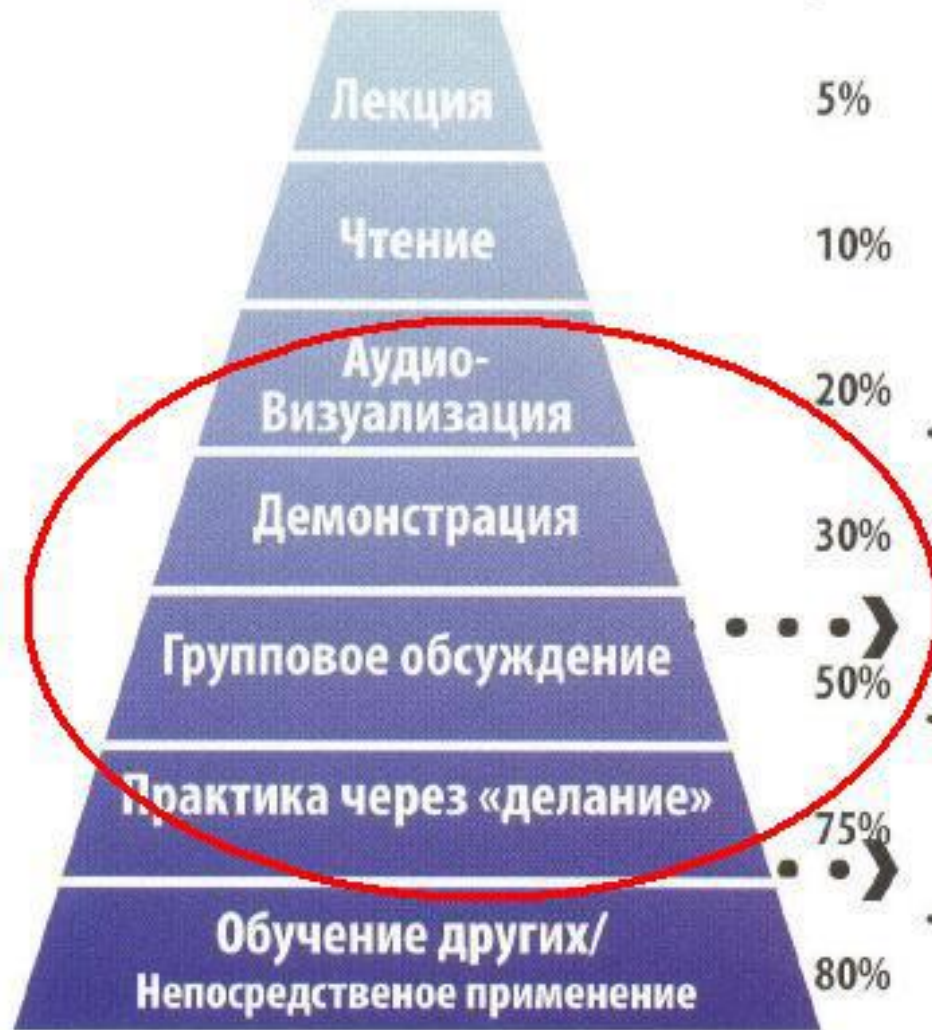 Лекция 5%
Чтение 10%
Аудио-
Визуализация 20%
Демонстрация 30%
Групповое обсуждение 50%
Практика через «делание» 75%
Обучение других/
Непосредственое применение 80%